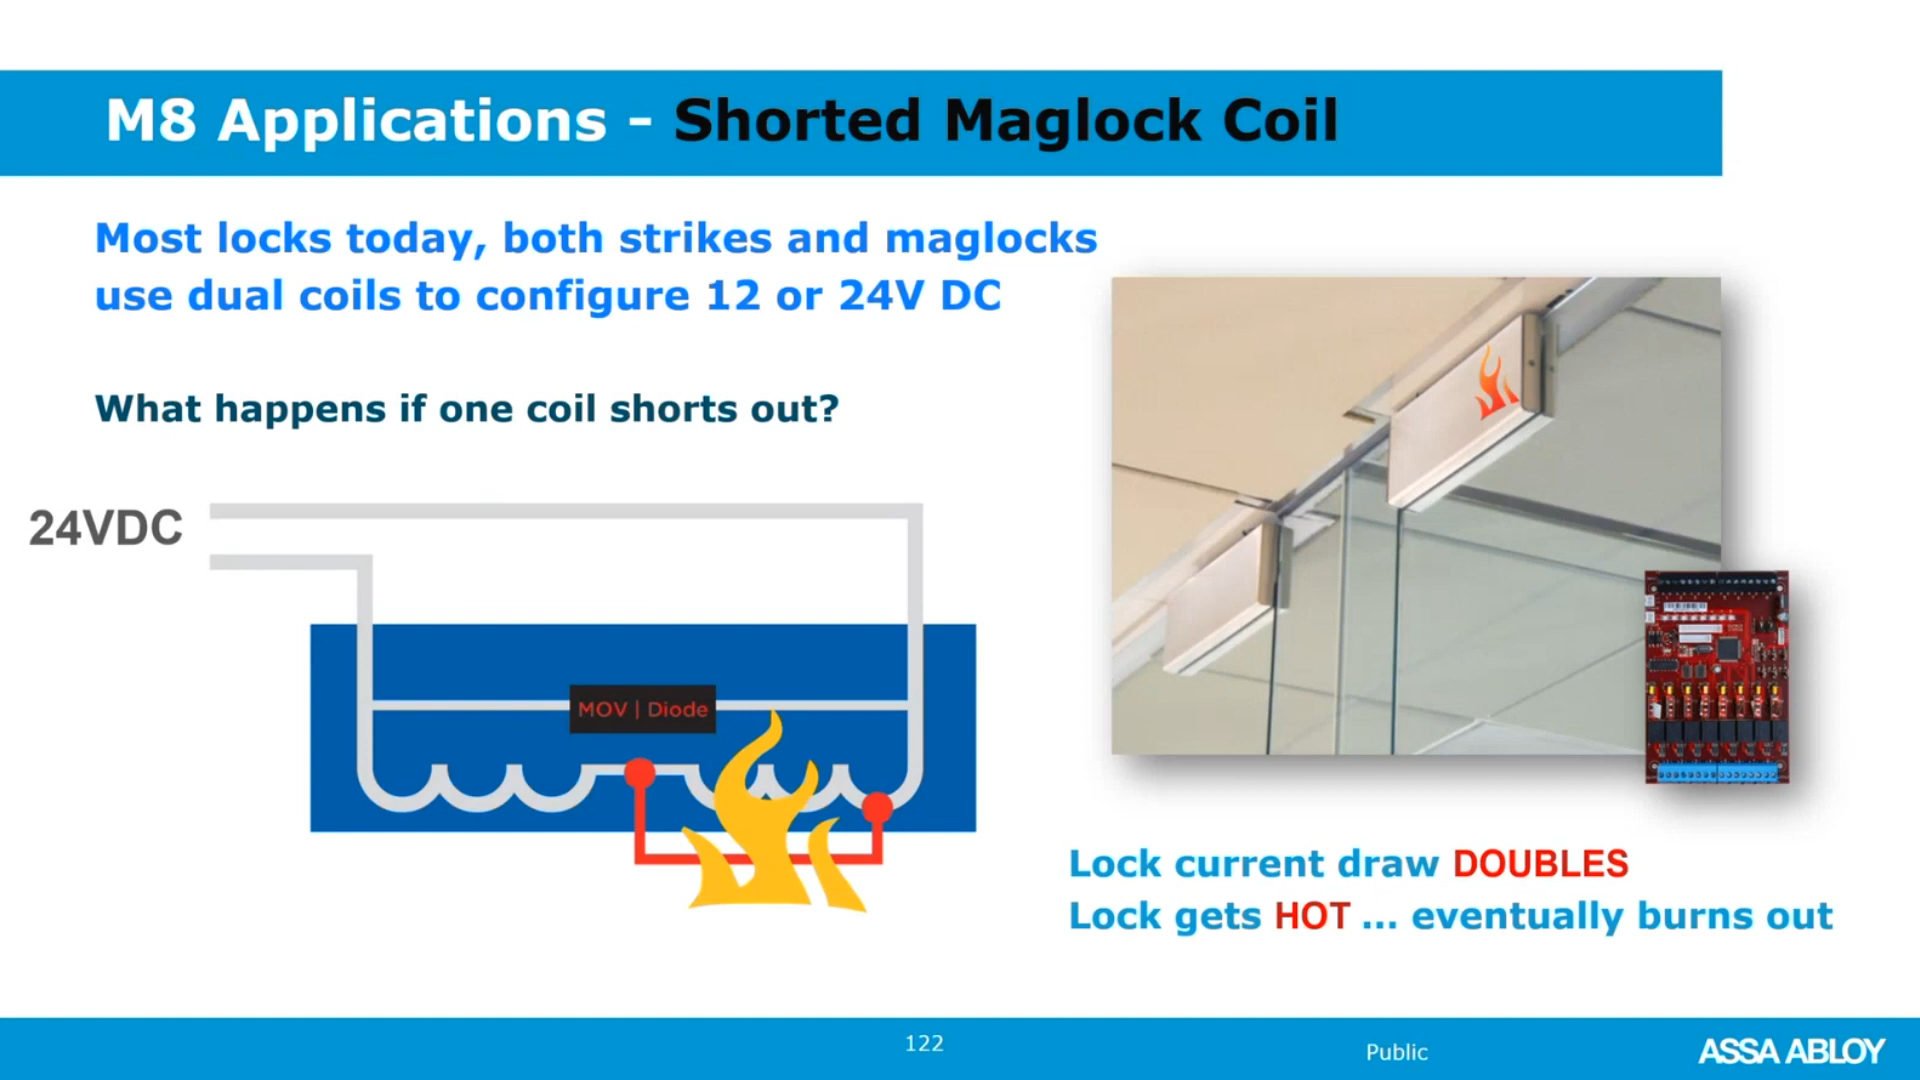 M8 Applications - Shorted Maglock Coil
Most locks today, both strikes and maglocks
use dual coils to configure 12 or 24V DC
What happens if one coil shorts out?
24VDC
MOV | Diode
Lock current draw DOUBLES
Lock gets HOT ... eventually burns out
122
Public
ASSA ABLOY